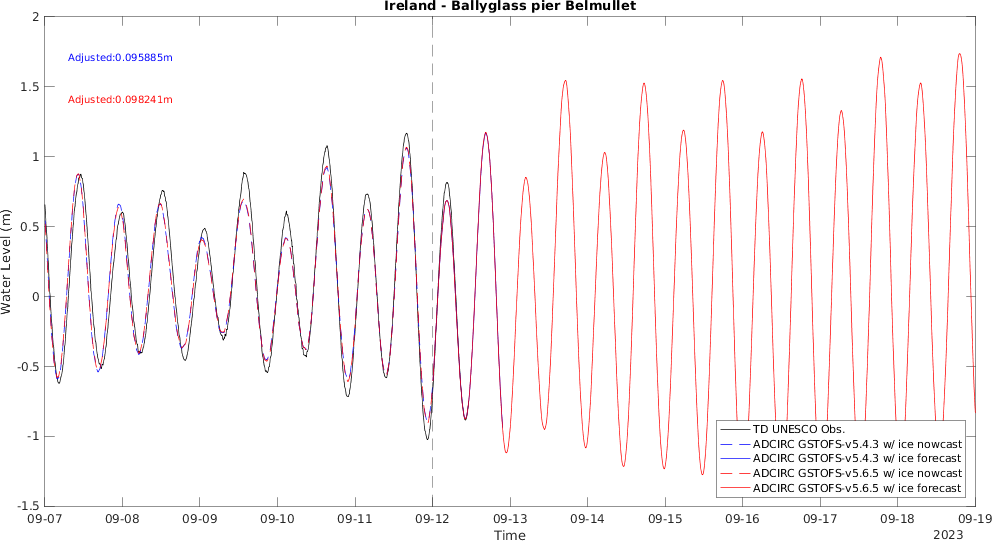 Ireland - Ballyglass pier Belmullet
Adjusted:0.095885m
Adjusted:0.098241m
Water Level (m)
2
1.5
1
0.5
0
-0.5
-1
-1.5
TD UNESCO Obs.
ADCIRC GSTOFS-v5.4.3 w/ ice nowcast
ADCIRC GSTOFS-v5.4.3 w/ ice forecast
ADCIRC GSTOFS-v5.6.5 w/ ice nowcast
ADCIRC GSTOFS-v5.6.5 w/ ice forecast
09-07 09-08 09-09 09-10 09-11 09-12 09-13 09-14 09-15 09-16 09-17 09-18 09-19
Time
2023